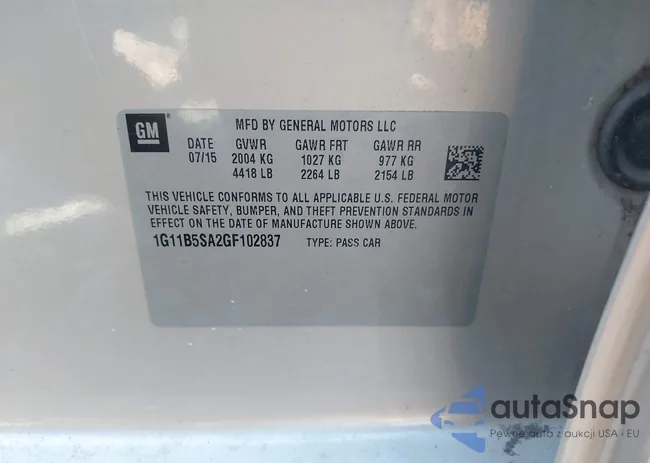 GM
MFD BY GENERAL MOTORS LLC
DATE GVWR GAWR FRT GAWR RR
07/15 2004 KG 1027 KG 977 KG
4418 LB 2264 LB 2154 LB
THIS VEHICLE CONFORMS TO ALL APPLICABLE U.S. FEDERAL MOTOR
VEHICLE SAFETY, BUMPER, AND THEFT PREVENTION STANDARDS IN
EFFECT ON THE DATE OF MANUFACTURE SHOWN ABOVE.
1G11B5SA2GF102837 TYPE: PASS CAR
autoSnap
Pewne auta z aukcji USA i EU